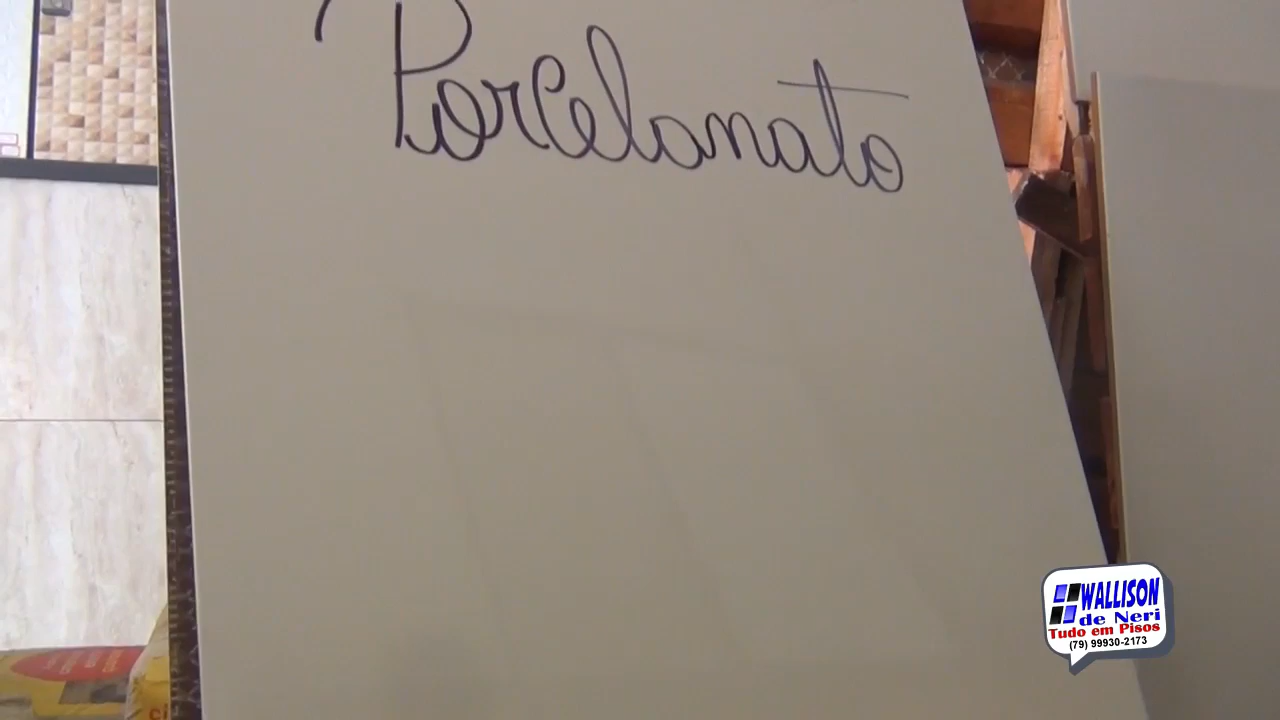 Porcelanato
WALLISON
de Neri
Tudo em Pisos
(79) 99930-2173